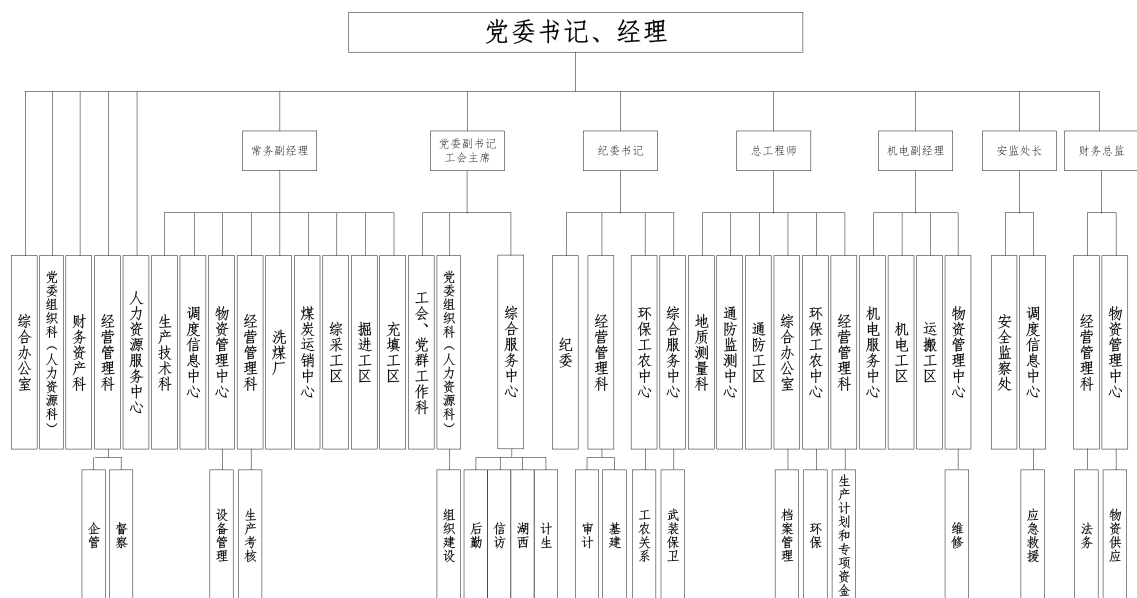 党委书记、经理
常务副经理
党委副书记
工会主席
纪委书记
总工程师
机电副经理
安监处长
财务总监
综合办公室
党委组织科（人力资源科）
财务资产科
经营管理科
人力资源服务中心
生产技术科
调度信息中心
物资管理中心
经营管理科
洗煤厂
煤炭运销中心
综采工区
掘进工区
充填工区
工会、党群工作科
党委组织科（人力资源科）
综合服务中心
纪委
经营管理科
环保工农中心
综合服务中心
地质测量科
通防监测中心
通防工区
综合办公室
环保工农中心
经营管理科
机电服务中心
机电工区
运搬工区
物资管理中心
安全监察处
调度信息中心
经营管理科
物资管理中心
企管
督察
设备管理
生产考核
组织建设
后勤
信访
湖西
计生
审计
基建
工农关系
武装保卫
档案管理
环保
生产计划和专项资金
维修
应急救援
法务
物资供应